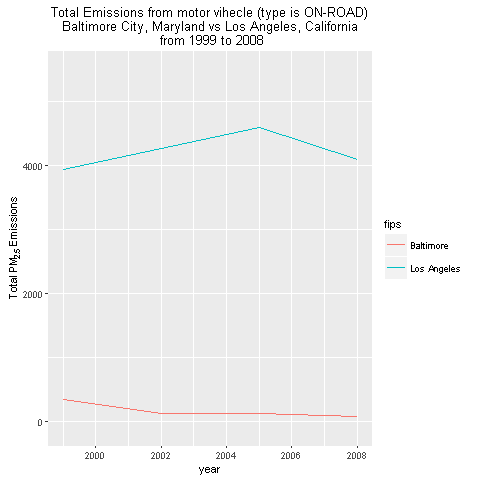 Total Emissions from motor vihecle (type is ON-ROAD)
Baltimore City, Maryland vs Los Angeles, California
from 1999 to 2008
Total PM2.5 Emissions
4000
2000
0
2000
2002
2004
2006
2008
year
fips
Baltimore
Los Angeles